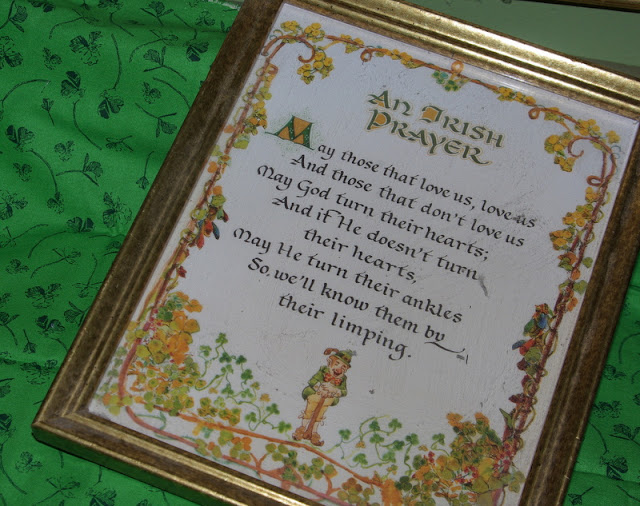 An Irish
Prayer
May those that love us, love us
And those that don't love us
May God turn their hearts;
And if He doesn't turn
their hearts,
May He turn their ankles
So, we'll know them by
their limping.